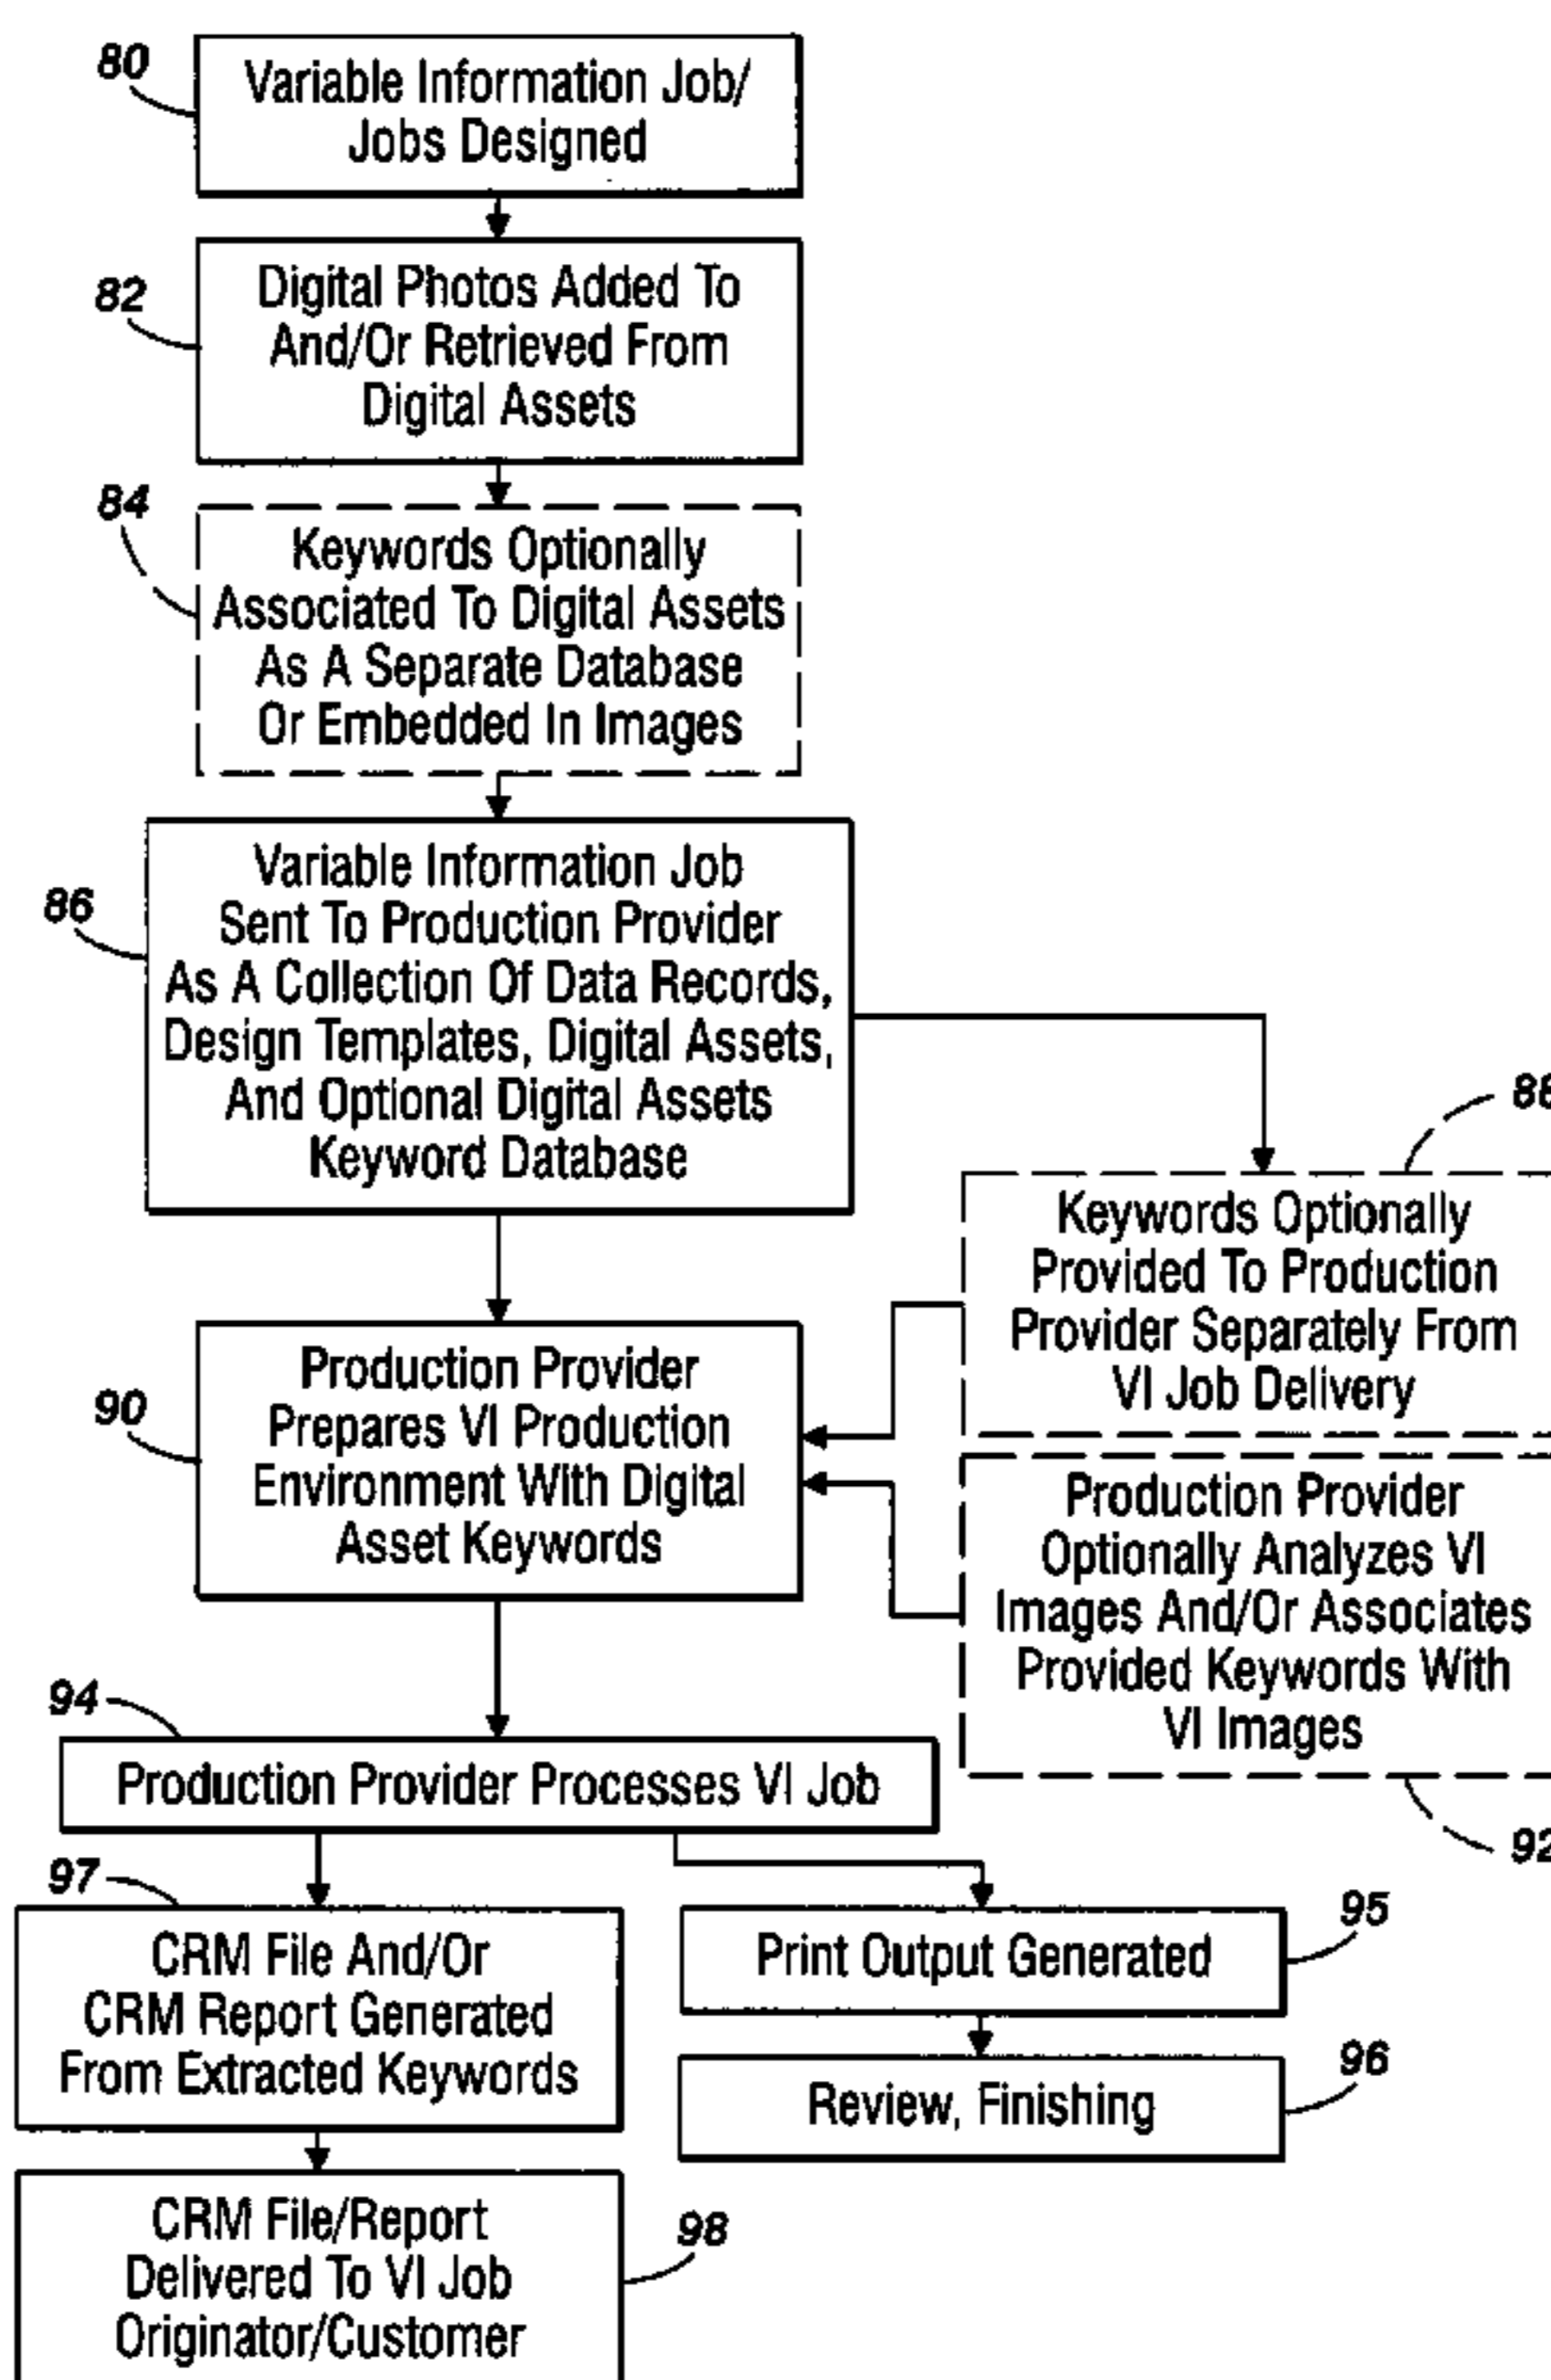 80
Variable Information Job/
Jobs Designed
82
Digital Photos Added To
And/Or Retrieved From
Digital Assets
84
Keywords Optionally
Associated To Digital Assets
As A Separate Database
Or Embedded In Images
86
Variable Information Job
Sent To Production Provider
As A Collection Of Data Records,
Design Templates, Digital Assets,
And Optional Digital Assets
Keyword Database
88
Keywords Optionally
Provided To Production
Provider Separately From
VI Job Delivery
90
Production Provider
Prepares VI Production
Environment With Digital
Asset Keywords
Production Provider
Optionally Analyzes VI
Images And/Or Associates
Provided Keywords With
VI Images
92
94
Production Provider Processes VI Job
97
CRM File And/Or
CRM Report Generated
From Extracted Keywords
95
Print Output Generated
96
Review, Finishing
98
CRM File/Report
Delivered To VI Job
Originator/Customer